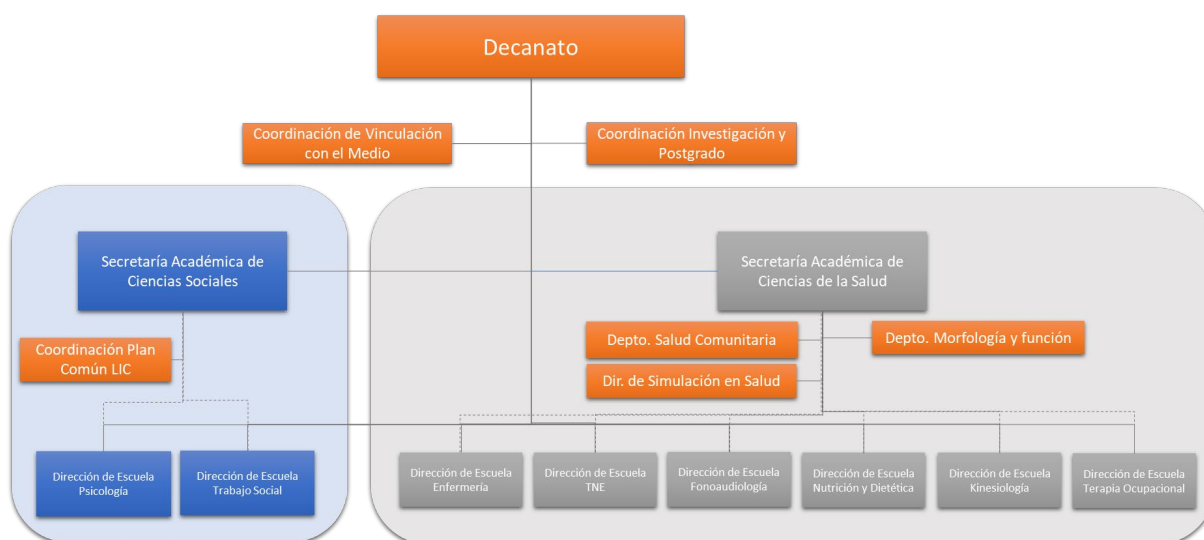 Decanato
Coordinación de Vinculación
con el Medio
Coordinación Investigación y
Postgrado
Secretaría Académica de
Ciencias Sociales
Secretaría Académica de
Ciencias de la Salud
Coordinación Plan
Común LIC
Depto. Salud Comunitaria
Depto. Morfología y función
Dir. de Simulación en Salud
Dirección de Escuela
Psicología
Dirección de Escuela
Trabajo Social
Dirección de Escuela
Enfermería
Dirección de Escuela
TNE
Dirección de Escuela
Fonoaudiología
Dirección de Escuela
Nutrición y Dietética
Dirección de Escuela
Kinesiología
Dirección de Escuela
Terapia Ocupacional